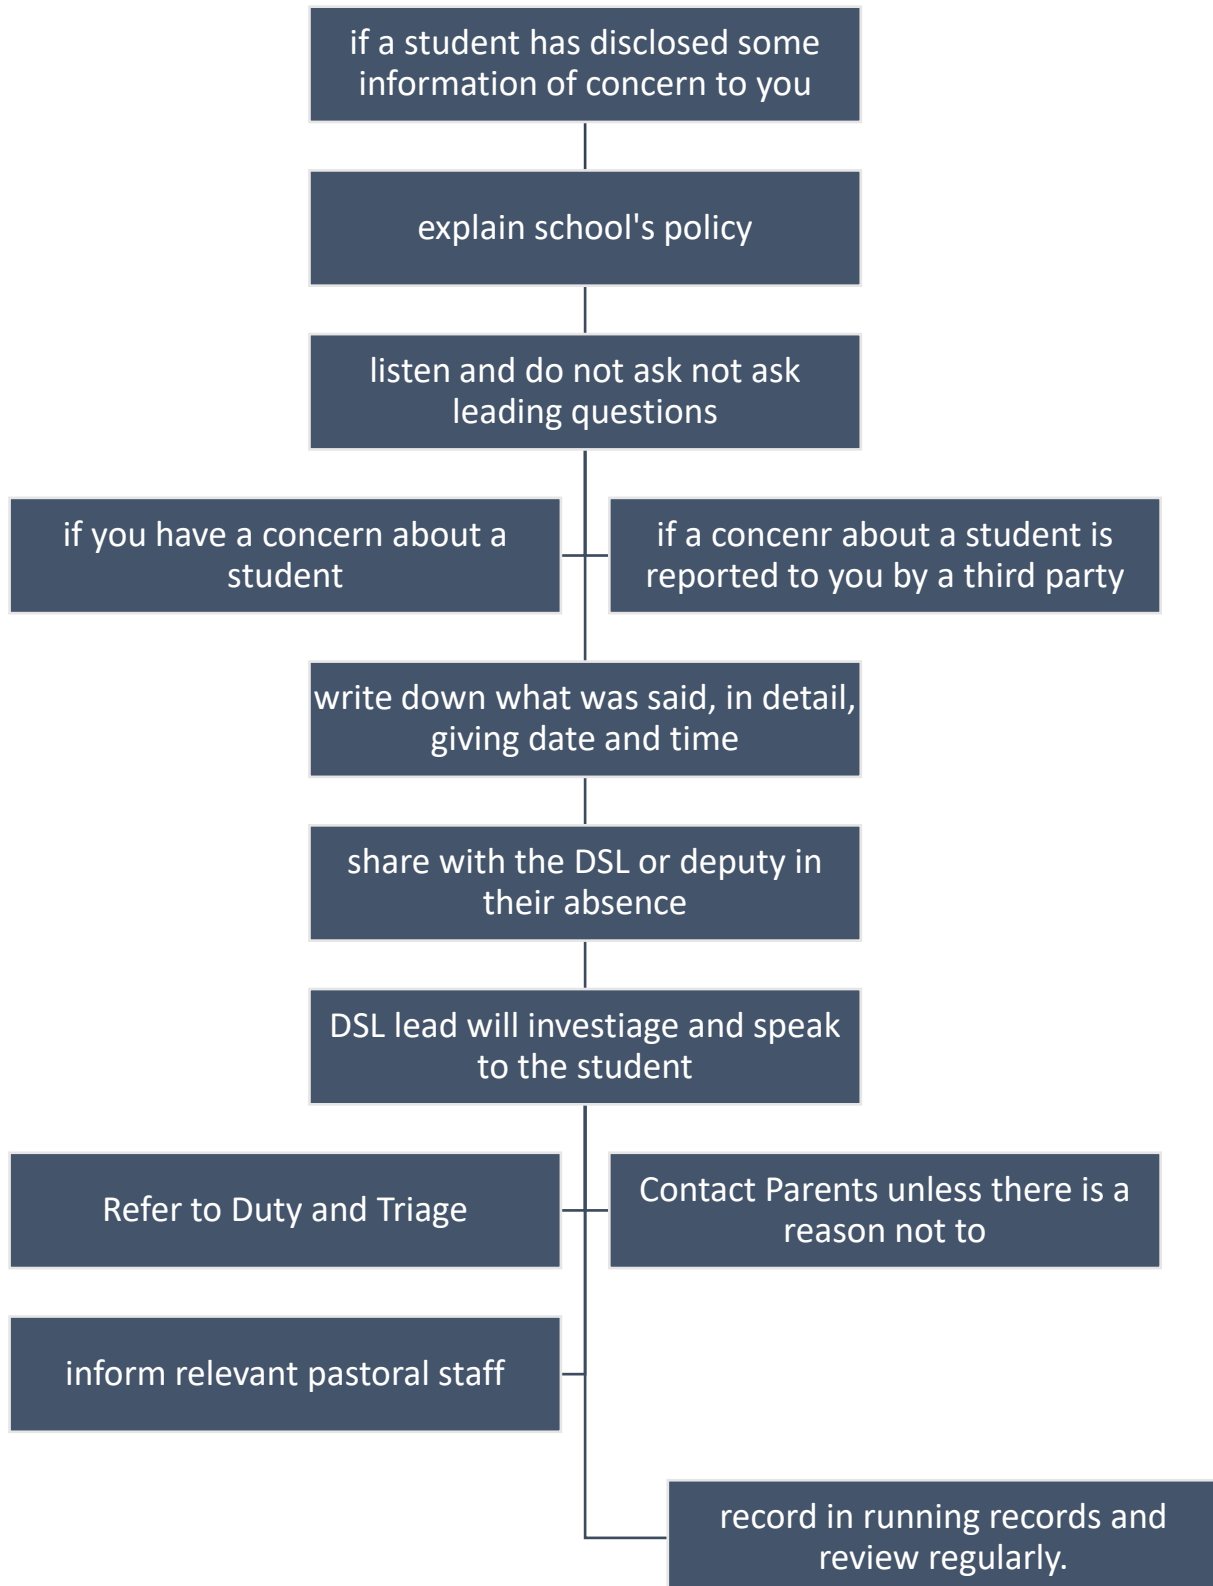 if a student has disclosed some
information of concern to you
explain school's policy
listen and do not ask not ask
leading questions
if you have a concern about a
student
if a concenr about a student is
reported to you by a third party
write down what was said, in detail,
giving date and time
share with the DSL or deputy in
their absence
DSL lead will investiage and speak
to the student
Refer to Duty and Triage
Contact Parents unless there is a
reason not to
inform relevant pastoral staff
record in running records and
review regularly.